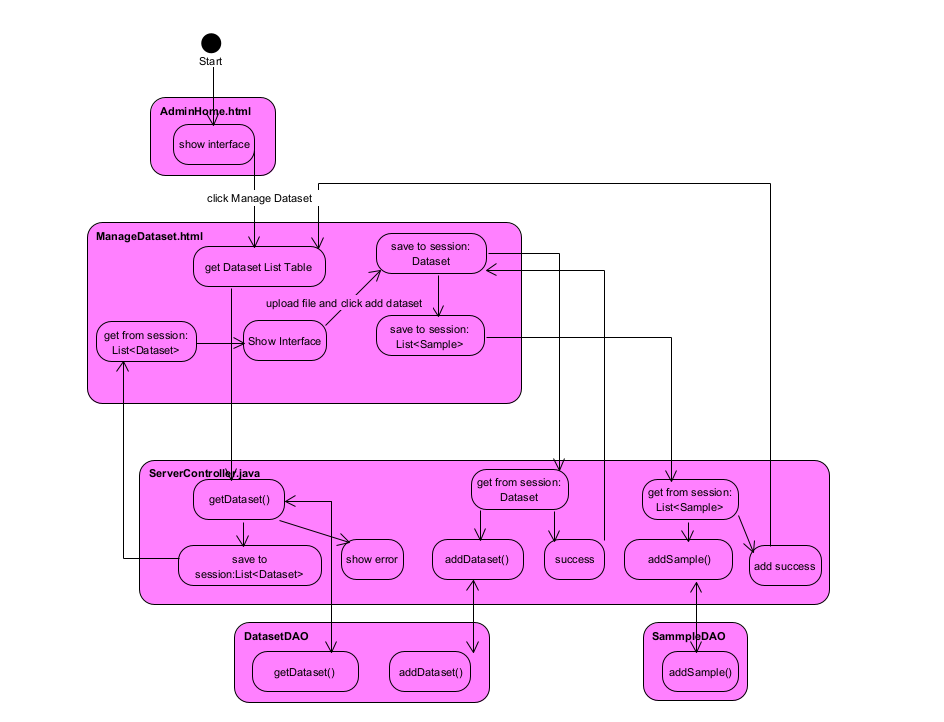 Start
AdminHome.html
show interface
click Manage Dataset
ManageDataset.html
get Dataset List Table
save to session:
Dataset
upload file and click add dataset
get from session:
List<Dataset>
Show Interface
save to session:
List<Sample>
ServerController.java
getDataset()
get from session:
Dataset
get from session:
List<Sample>
save to
session:List<Dataset>
show error
addDataset()
success
addSample()
add success
DatasetDAO
getDataset()
addDataset()
SammpleDAO
addSample()